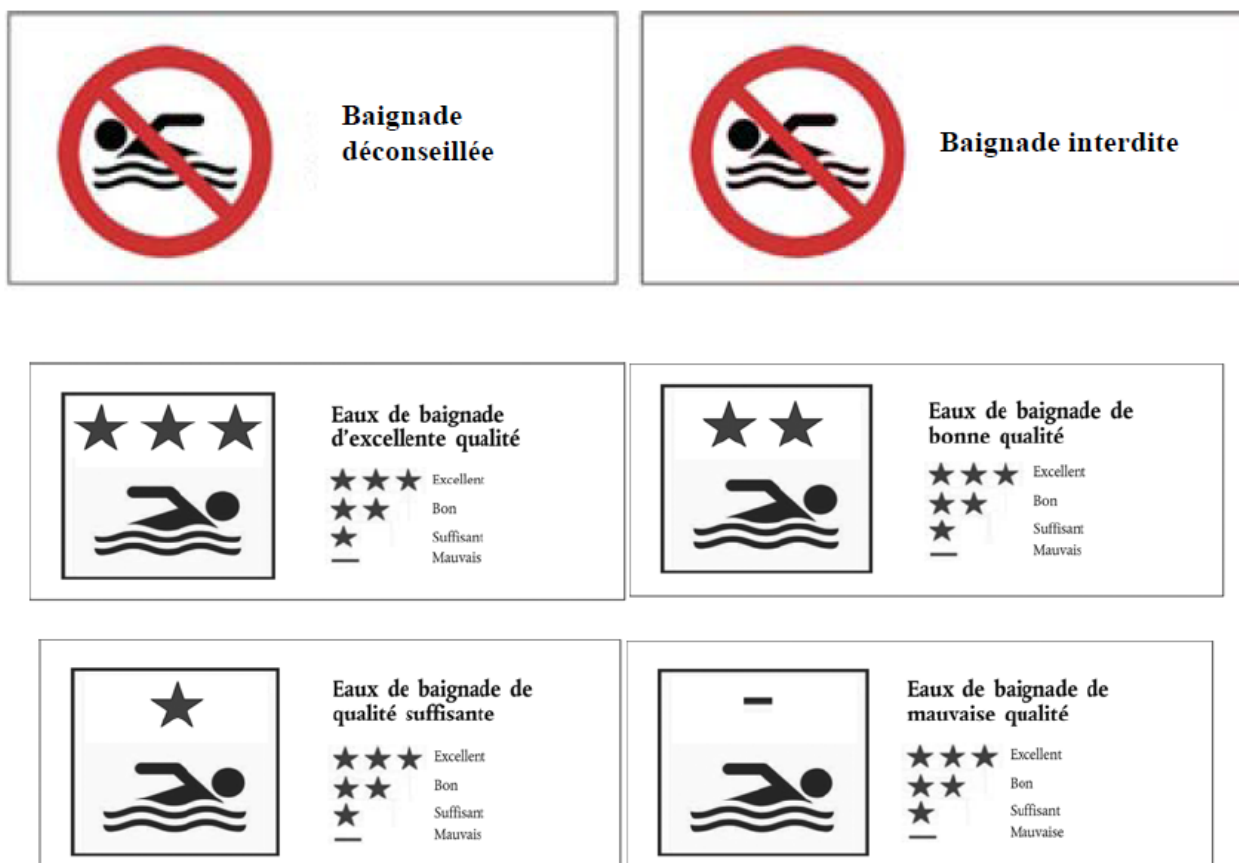 Baignade
déconseillée
Baignade interdite
Eaux de baignade
d'excellente qualité
Excellent
Bon
Suffisant
Mauvais
Eaux de baignade de
bonne qualité
Excellent
Bon
Suffisant
Mauvais
Eaux de baignade de
qualité suffisante
Excellent
Bon
Suffisant
Mauvais
Eaux de baignade de
mauvaise qualité
Excellent
Bon
Suffisant
Mauvaise